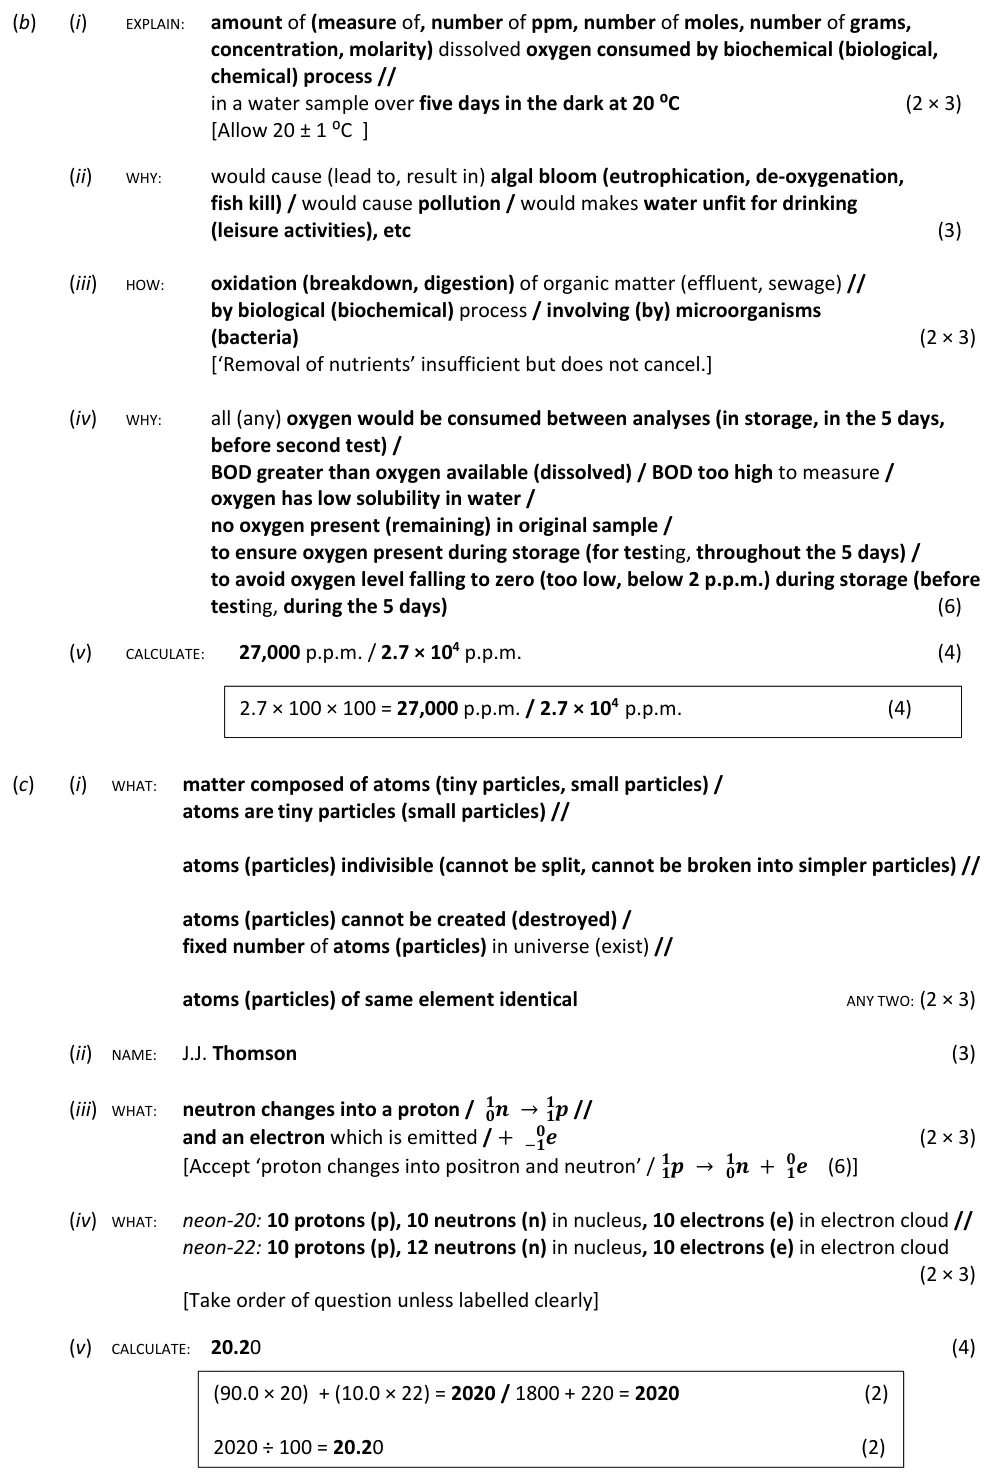 (b) (i) EXPLAIN: amount of (measure of, number of ppm, number of moles, number of grams,
concentration, molarity) dissolved oxygen consumed by biochemical (biological,
chemical) process //
in a water sample over five days in the dark at 20 ⁰C (2 × 3)
[Allow 20 ± 1 ⁰C ]
(ii) WHY: would cause (lead to, result in) algal bloom (eutrophication, de-oxygenation,
fish kill) / would cause pollution / would makes water unfit for drinking
(leisure activities), etc (3)
(iii) HOW: oxidation (breakdown, digestion) of organic matter (effluent, sewage) //
by biological (biochemical) process / involving (by) microorganisms
(bacteria) (2 × 3)
[‘Removal of nutrients’ insufficient but does not cancel.]
(iv) WHY: all (any) oxygen would be consumed between analyses (in storage, in the 5 days,
before second test) /
BOD greater than oxygen available (dissolved) / BOD too high to measure /
oxygen has low solubility in water /
no oxygen present (remaining) in original sample /
to ensure oxygen present during storage (for testing, throughout the 5 days) /
to avoid oxygen level falling to zero (too low, below 2 p.p.m.) during storage (before
testing, during the 5 days) (6)
(v) CALCULATE: 27,000 p.p.m. / 2.7 × 10⁴ p.p.m. (4)
2.7 × 100 × 100 = 27,000 p.p.m. / 2.7 × 10⁴ p.p.m. (4)
(c) (i) WHAT: matter composed of atoms (tiny particles, small particles) /
atoms are tiny particles (small particles) //
atoms (particles) indivisible (cannot be split, cannot be broken into simpler particles) //
atoms (particles) cannot be created (destroyed) /
fixed number of atoms (particles) in universe (exist) //
atoms (particles) of same element identical ANY TWO: (2 × 3)
(ii) NAME: J.J. Thomson (3)
(iii) WHAT: neutron changes into a proton / ¹₀n → ¹₁p //
and an electron which is emitted / + ⁰₋₁e (2 × 3)
[Accept ‘proton changes into positron and neutron’ / ¹₁p → ¹₀n + ⁰₁e (6)]
(iv) WHAT: neon-20: 10 protons (p), 10 neutrons (n) in nucleus, 10 electrons (e) in electron cloud //
neon-22: 10 protons (p), 12 neutrons (n) in nucleus, 10 electrons (e) in electron cloud
(2 × 3)
[Take order of question unless labelled clearly]
(v) CALCULATE: 20.20 (4)
(90.0 × 20) + (10.0 × 22) = 2020 / 1800 + 220 = 2020 (2)
2020 ÷ 100 = 20.20 (2)